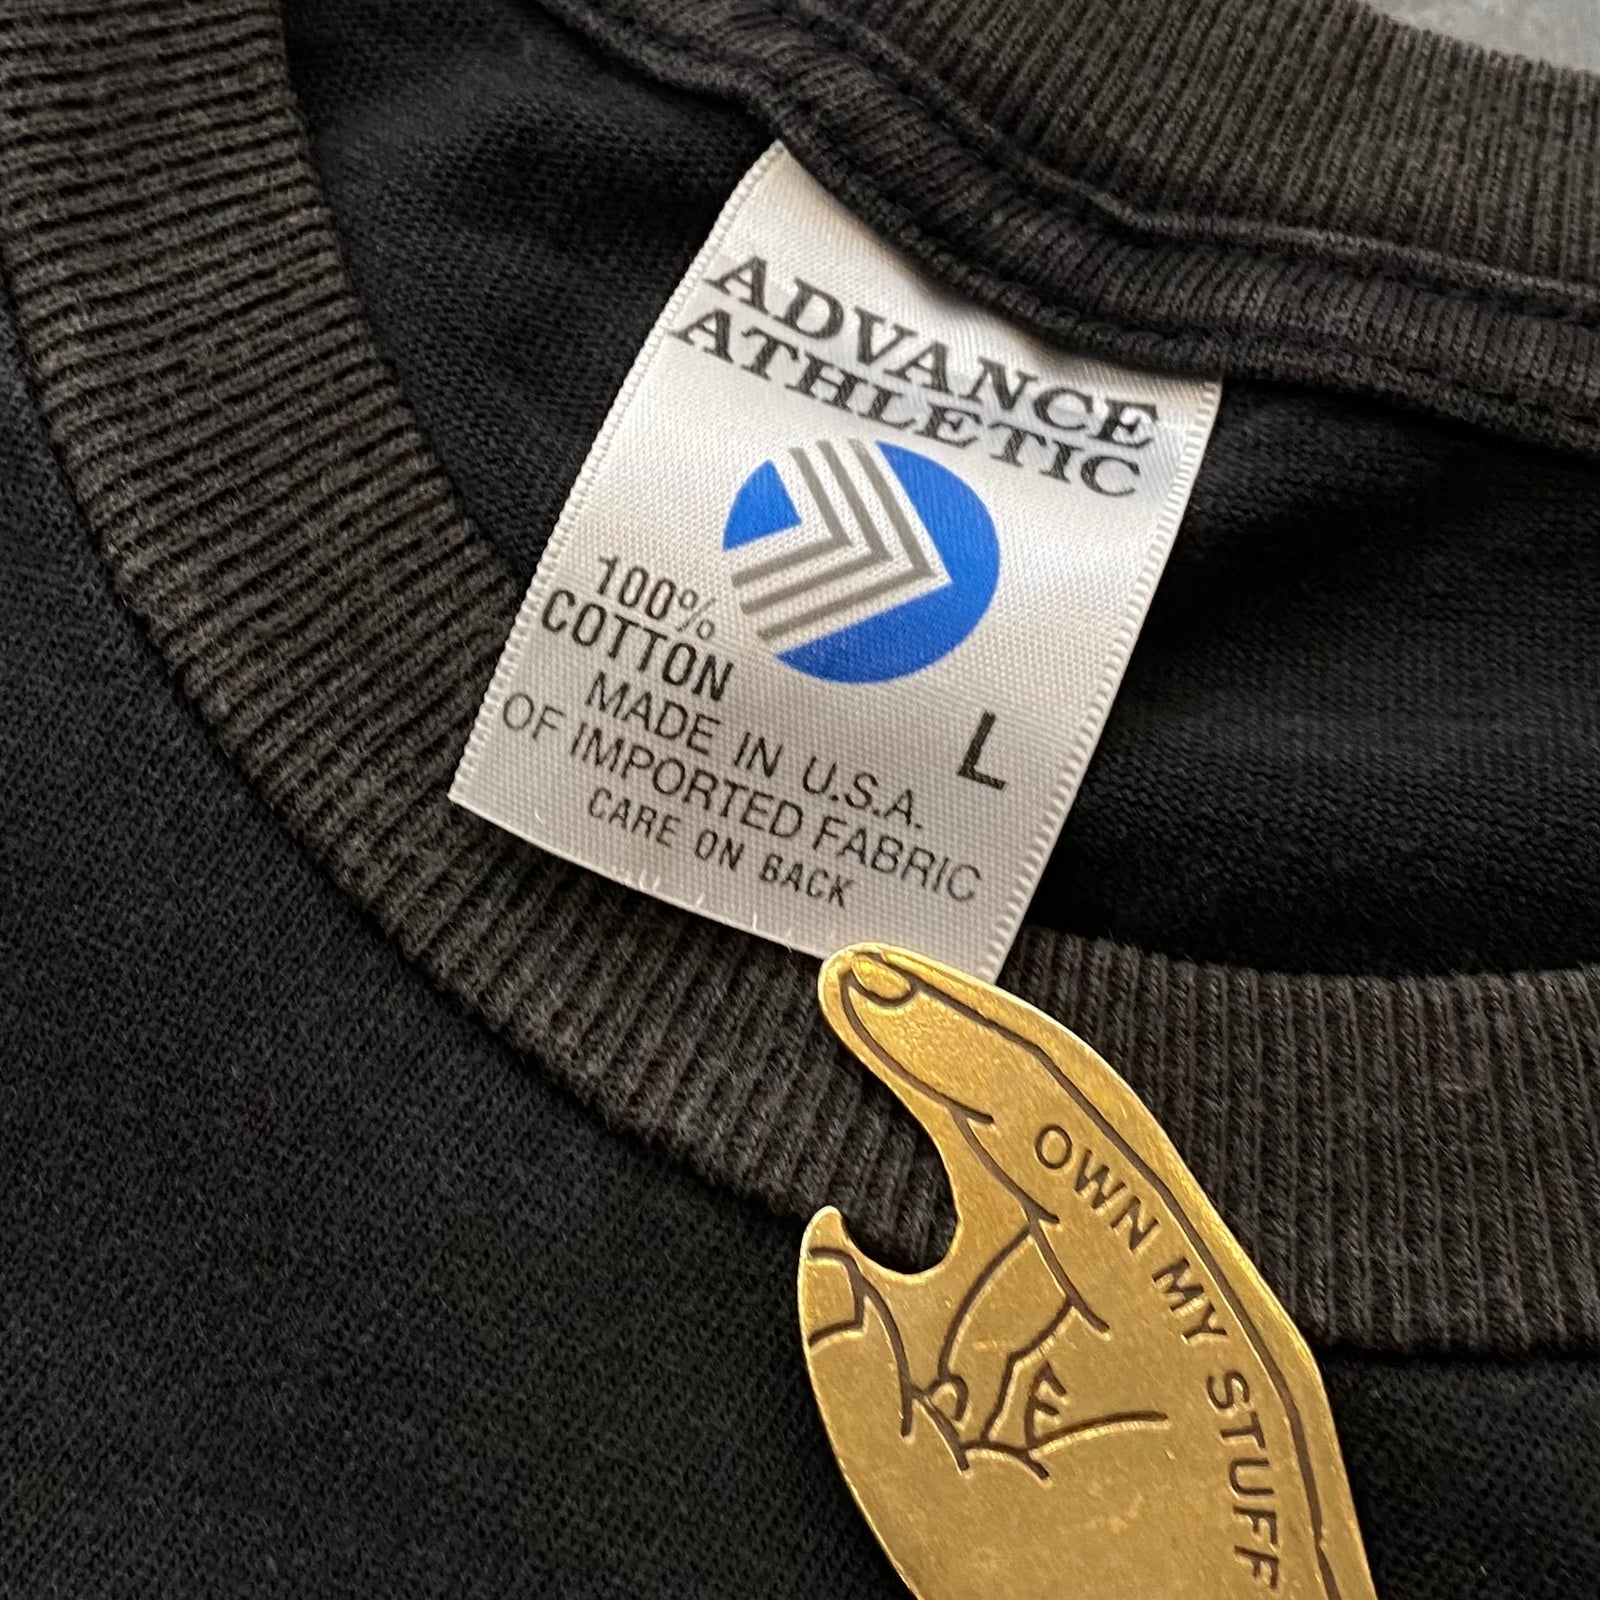 ADVANCE
ATHLETIC
100%
COTTON
L
MADE IN U.S.A.
OF IMPORTED FABRIC
CARE ON BACK
OWN MY STUFF